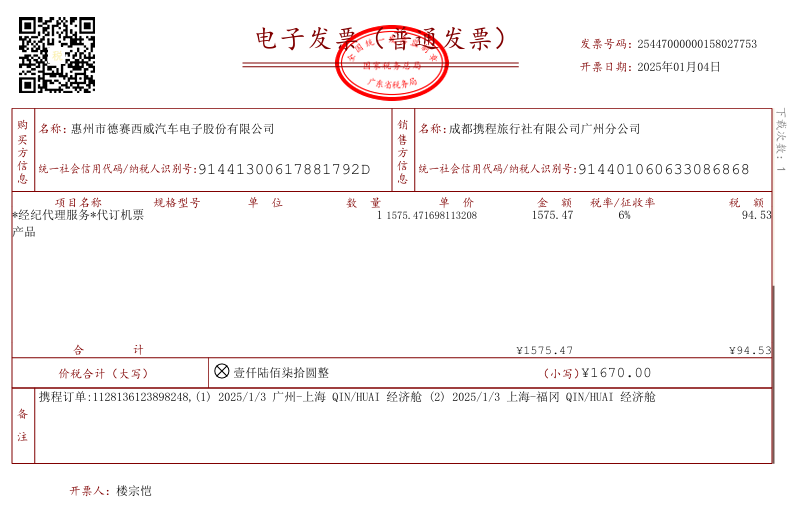 电子发票（普通发票）
全国统一发票监制章
国家税务总局
广东省税务局
发票号码：25447000000158027753
开票日期：2025年01月04日
下载次数：1
购买方信息
名称：惠州市德赛西威汽车电子股份有限公司
统一社会信用代码/纳税人识别号:91441300617881792D
销售方信息
名称：成都携程旅行社有限公司广州分公司
统一社会信用代码/纳税人识别号:914401060633086868
项目名称 规格型号 单 位 数 量 单 价 金 额 税率/征收率 税 额
*经纪代理服务*代订机票 1 1575.471698113208 1575.47 6% 94.53
产品
合 计 ¥1575.47 ¥94.53
价税合计（大写） ⊗壹仟陆佰柒拾圆整 (小写)¥1670.00
备注
携程订单:1128136123898248,(1) 2025/1/3 广州-上海 QIN/HUAI 经济舱 (2) 2025/1/3 上海-福冈 QIN/HUAI 经济舱
开票人：楼宗恺